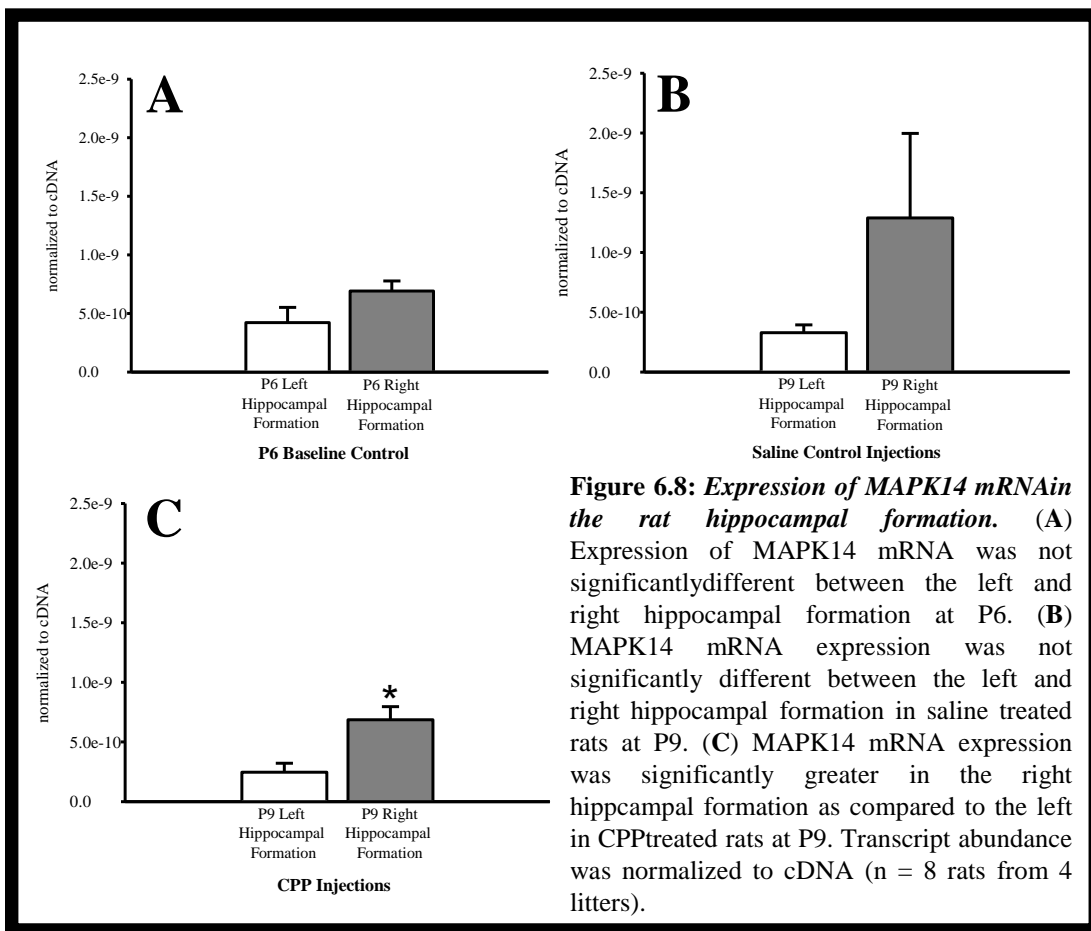 A
2.5e-9
2.0e-9
1.5e-9
1.0e-9
5.0e-10
0.0
normalized to cDNA
P6 Left
Hippocampal
Formation
P6 Right
Hippocampal
Formation
P6 Baseline Control
B
2.5e-9
2.0e-9
1.5e-9
1.0e-9
5.0e-10
0.0
normalized to cDNA
P9 Left
Hippocampal
Formation
P9 Right
Hippocampal
Formation
Saline Control Injections
C
2.5e-9
2.0e-9
1.5e-9
1.0e-9
5.0e-10
0.0
normalized to cDNA
*
P9 Left
Hippocampal
Formation
P9 Right
Hippocampal
Formation
CPP Injections
Figure 6.8: Expression of MAPK14 mRNAin
the rat hippocampal formation. (A)
Expression of MAPK14 mRNA was not
significantlydifferent between the left and
right hippocampal formation at P6. (B)
MAPK14 mRNA expression was not
significantly different between the left and
right hippocampal formation in saline treated
rats at P9. (C) MAPK14 mRNA expression
was significantly greater in the right
hippcampal formation as compared to the left
in CPPtreated rats at P9. Transcript abundance
was normalized to cDNA (n = 8 rats from 4
litters).